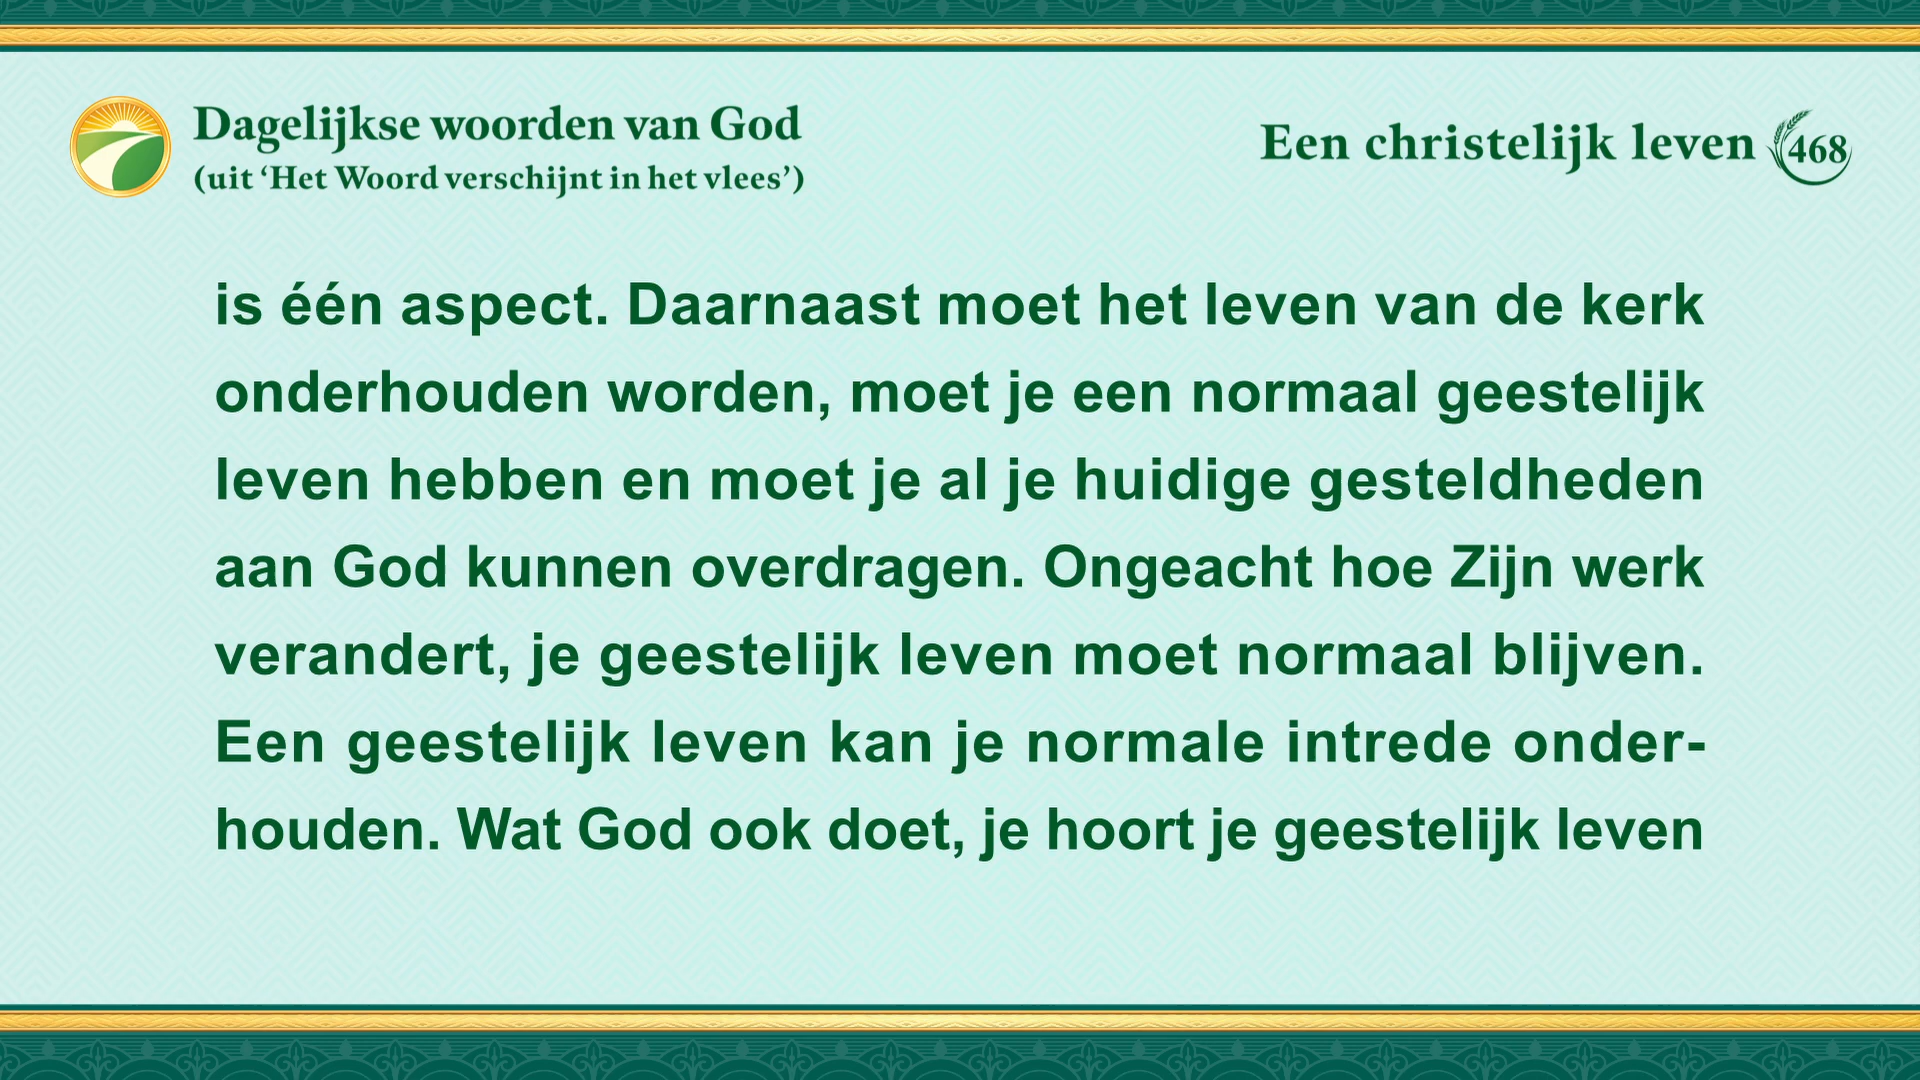 Dagelijkse woorden van God
(uit ‘Het Woord verschijnt in het vlees’)
Een christelijk leven 468
is één aspect. Daarnaast moet het leven van de kerk
onderhouden worden, moet je een normaal geestelijk
leven hebben en moet je al je huidige gesteldheden
aan God kunnen overdragen. Ongeacht hoe Zijn werk
verandert, je geestelijk leven moet normaal blijven.
Een geestelijk leven kan je normale intrede onder-
houden. Wat God ook doet, je hoort je geestelijk leven